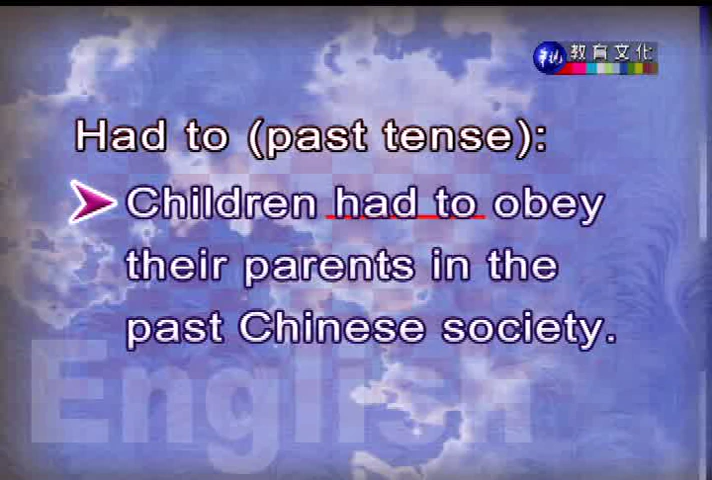 教育文化
Had to (past tense):
Children had to obey
their parents in the
past Chinese society.
English